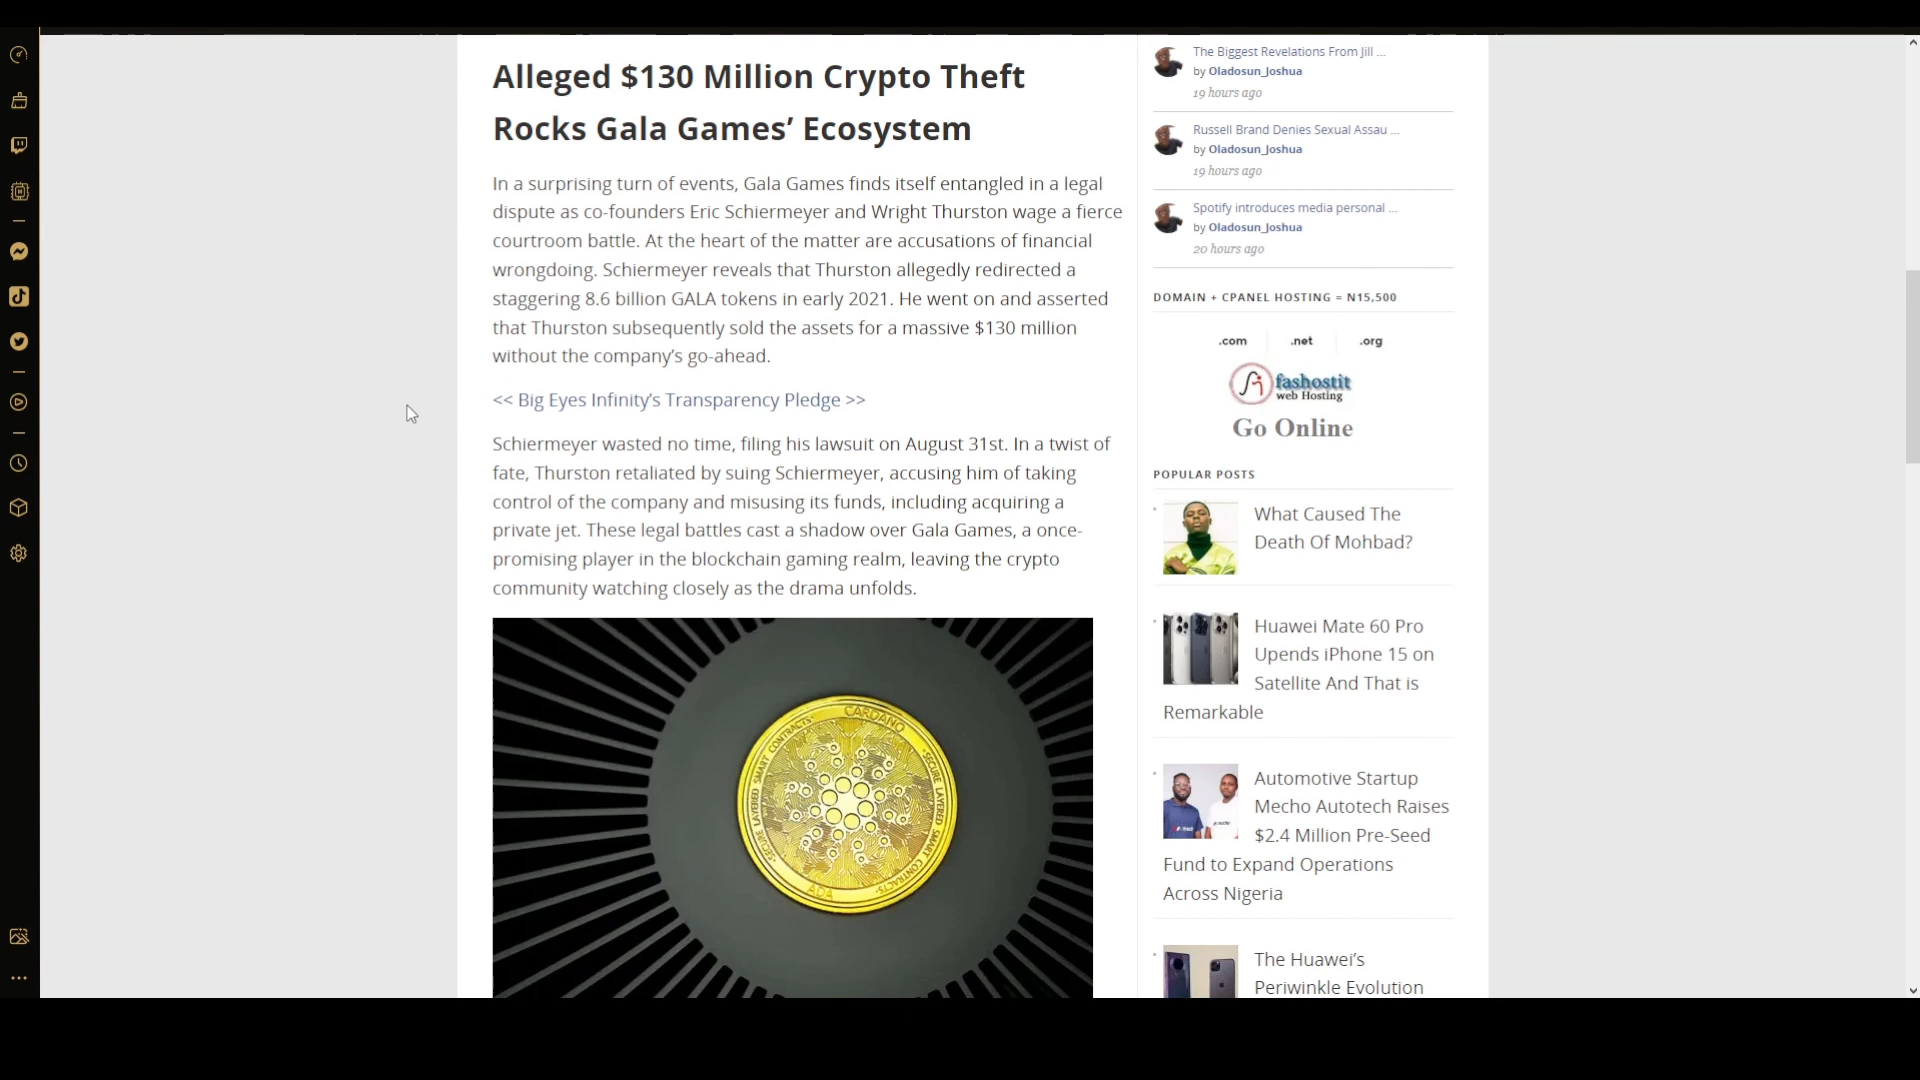 Alleged $130 Million Crypto Theft
Rocks Gala Games’ Ecosystem
In a surprising turn of events, Gala Games finds itself entangled in a legal
dispute as co-founders Eric Schiermeyer and Wright Thurston wage a fierce
courtroom battle. At the heart of the matter are accusations of financial
wrongdoing. Schiermeyer reveals that Thurston allegedly redirected a
staggering 8.6 billion GALA tokens in early 2021. He went on and asserted
that Thurston subsequently sold the assets for a massive $130 million
without the company’s go-ahead.
<< Big Eyes Infinity’s Transparency Pledge >>
Schiermeyer wasted no time, filing his lawsuit on August 31st. In a twist of
fate, Thurston retaliated by suing Schiermeyer, accusing him of taking
control of the company and misusing its funds, including acquiring a
private jet. These legal battles cast a shadow over Gala Games, a once-
promising player in the blockchain gaming realm, leaving the crypto
community watching closely as the drama unfolds.
CARDANO
SECURE LAYERED SMART CONTRACTS
ADA
SECURE LAYERED SMART CONTRACTS
The Biggest Revelations From Jill ...
by Oladosun_Joshua
19 hours ago
Russell Brand Denies Sexual Assau ...
by Oladosun_Joshua
19 hours ago
Spotify introduces media personal ...
by Oladosun_Joshua
20 hours ago
DOMAIN + CPANEL HOSTING = N15,500
.com .net .org
fashostit
web Hosting
Go Online
POPULAR POSTS
What Caused The
Death Of Mohbad?
Huawei Mate 60 Pro
Upends iPhone 15 on
Satellite And That is
Remarkable
Automotive Startup
Mecho Autotech Raises
$2.4 Million Pre-Seed
Fund to Expand Operations
Across Nigeria
The Huawei’s
Periwinkle Evolution